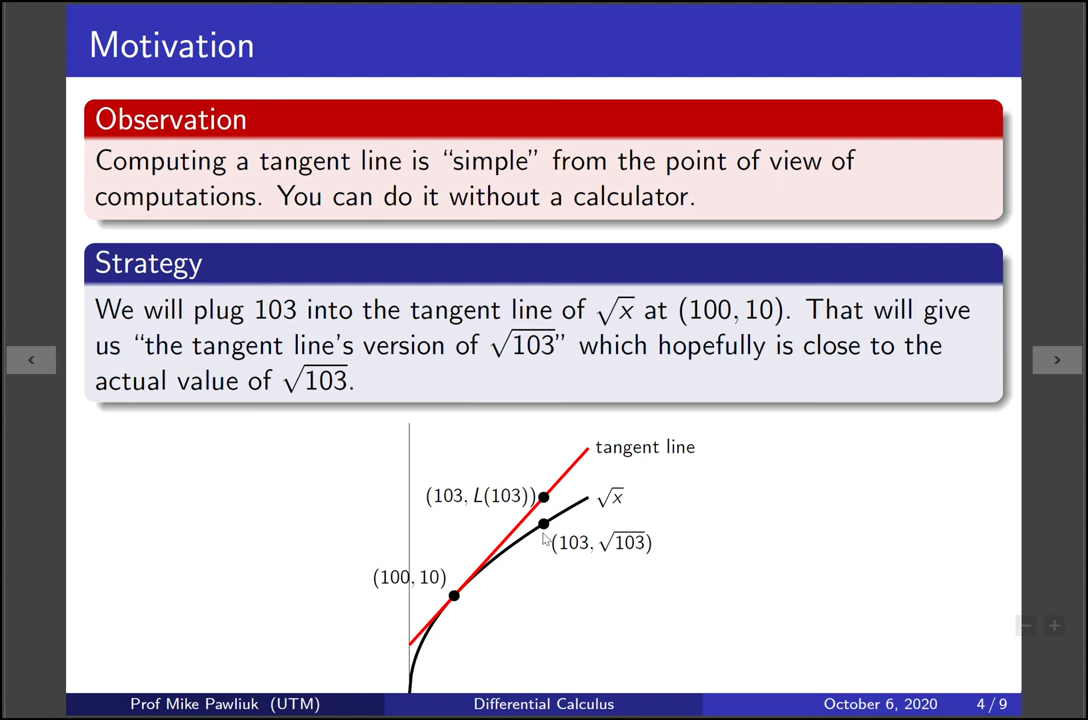 Motivation
Observation
Computing a tangent line is “simple” from the point of view of
computations. You can do it without a calculator.
Strategy
We will plug 103 into the tangent line of √x at (100, 10). That will give
us “the tangent line’s version of √103” which hopefully is close to the
actual value of √103.
tangent line
(103, L(103))
√x
(103, √103)
(100, 10)
Prof Mike Pawliuk (UTM)
Differential Calculus
October 6, 2020
4 / 9